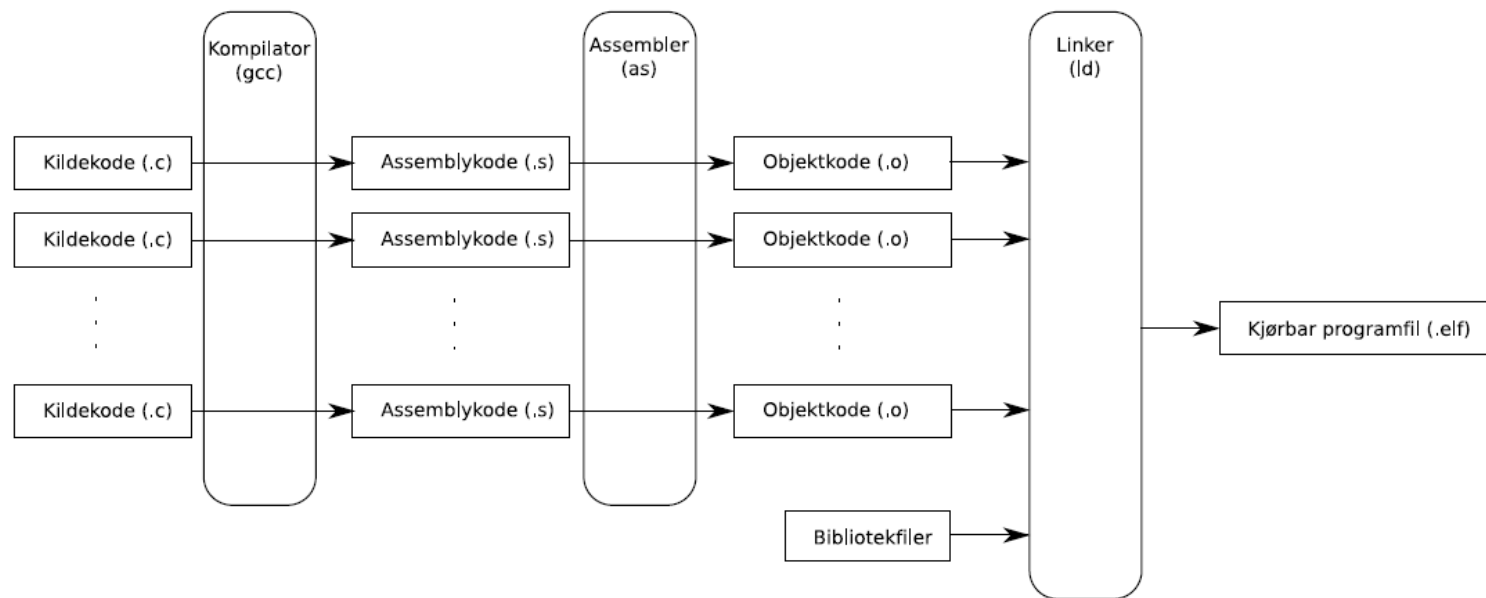 Kompilator
(gcc)
Assembler
(as)
Linker
(ld)
Kildekode (.c)
Assemblykode (.s)
Objektkode (.o)
Kildekode (.c)
Assemblykode (.s)
Objektkode (.o)
Kjørbar programfil (.elf)
Kildekode (.c)
Assemblykode (.s)
Objektkode (.o)
Bibliotekfiler